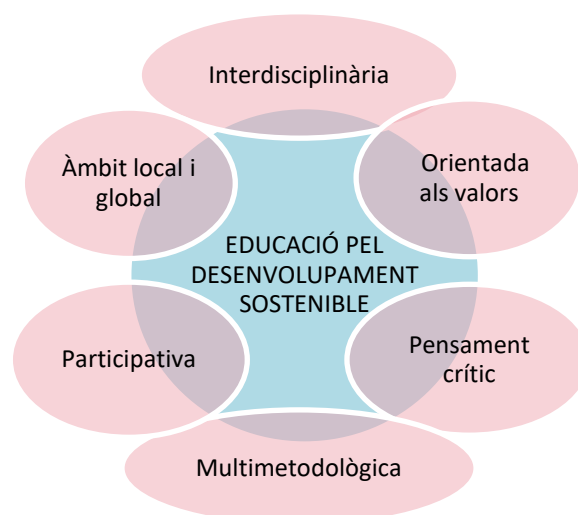 Interdisciplinària
Àmbit local i
global
Orientada
als valors
EDUCACIÓ PEL
DESENVOLUPAMENT
SOSTENIBLE
Participativa
Pensament
crític
Multimetodològica